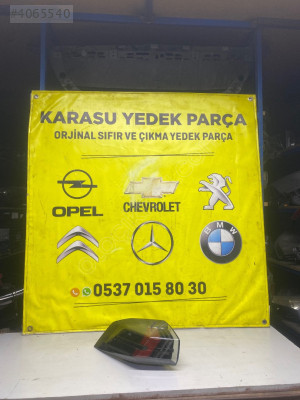 #4065540
KARASU YEDEK PARÇA
ORJİNAL SIFIR VE ÇIKMA YEDEK PARÇA
OPEL
CHEVROLET
BMW
0537 015 80 30